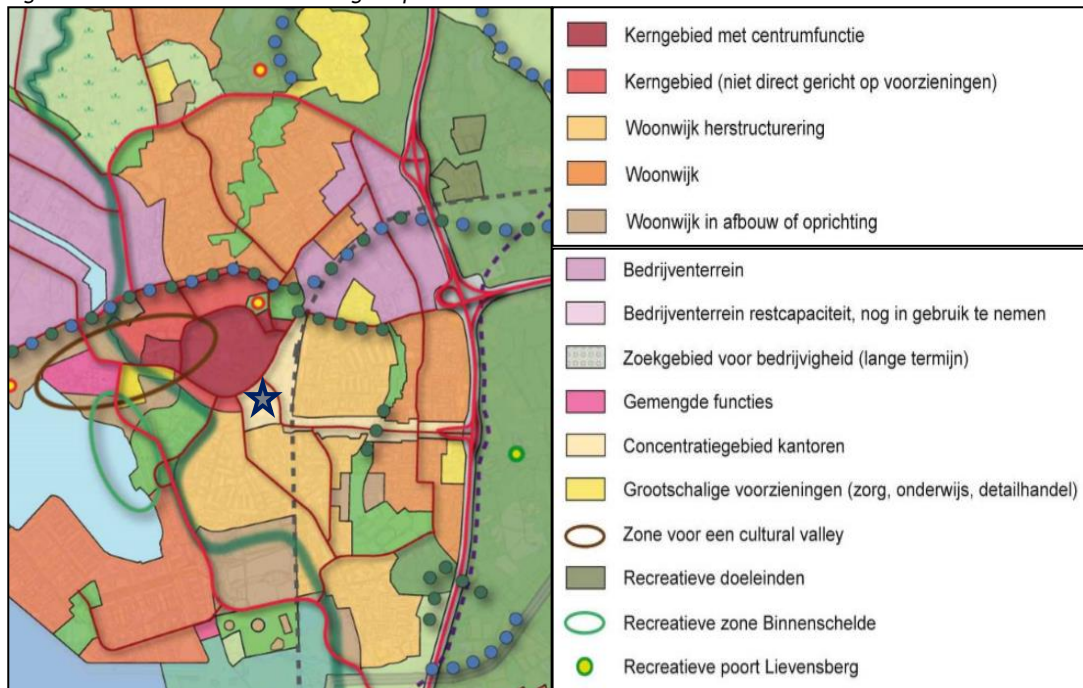 Kerngebied met centrumfunctie
Kerngebied (niet direct gericht op voorzieningen)
Woonwijk herstructurering
Woonwijk
Woonwijk in afbouw of oprichting
Bedrijventerrein
Bedrijventerrein restcapaciteit, nog in gebruik te nemen
Zoekgebied voor bedrijvigheid (lange termijn)
Gemengde functies
Concentratiegebied kantoren
Grootschalige voorzieningen (zorg, onderwijs, detailhandel)
Zone voor een cultural valley
Recreatieve doeleinden
Recreatieve zone Binnenschelde
Recreatieve poort Lievensberg